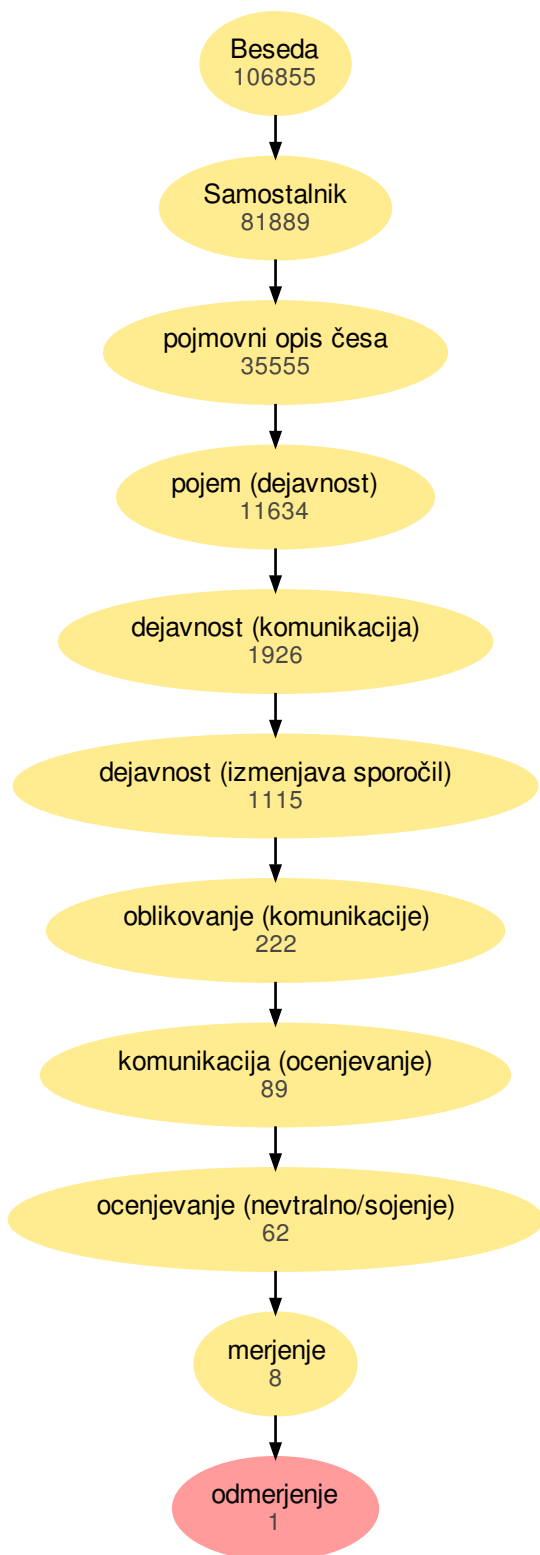 Beseda
106855
Samostalnik
81889
pojmovni opis česa
35555
pojem (dejavnost)
11634
dejavnost (komunikacija)
1926
dejavnost (izmenjava sporočil)
1115
oblikovanje (komunikacije)
222
komunikacija (ocenjevanje)
89
ocenjevanje (nevtralno/sojenje)
62
merjenje
8
odmerjenje
1